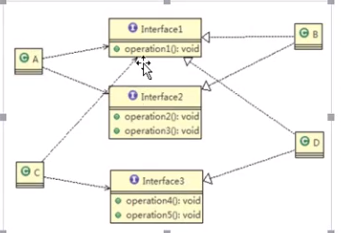 Interface1
operation1(): void
B
A
Interface2
operation2(): void
operation3(): void
D
C
Interface3
operation4(): void
operation5(): void